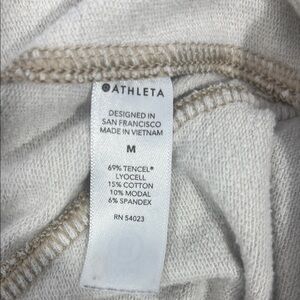 ATHLETA
DESIGNED IN
SAN FRANCISCO
MADE IN VIETNAM
M
69% TENCEL®
LYOCELL
15% COTTON
10% MODAL
6% SPANDEX
RN 54023